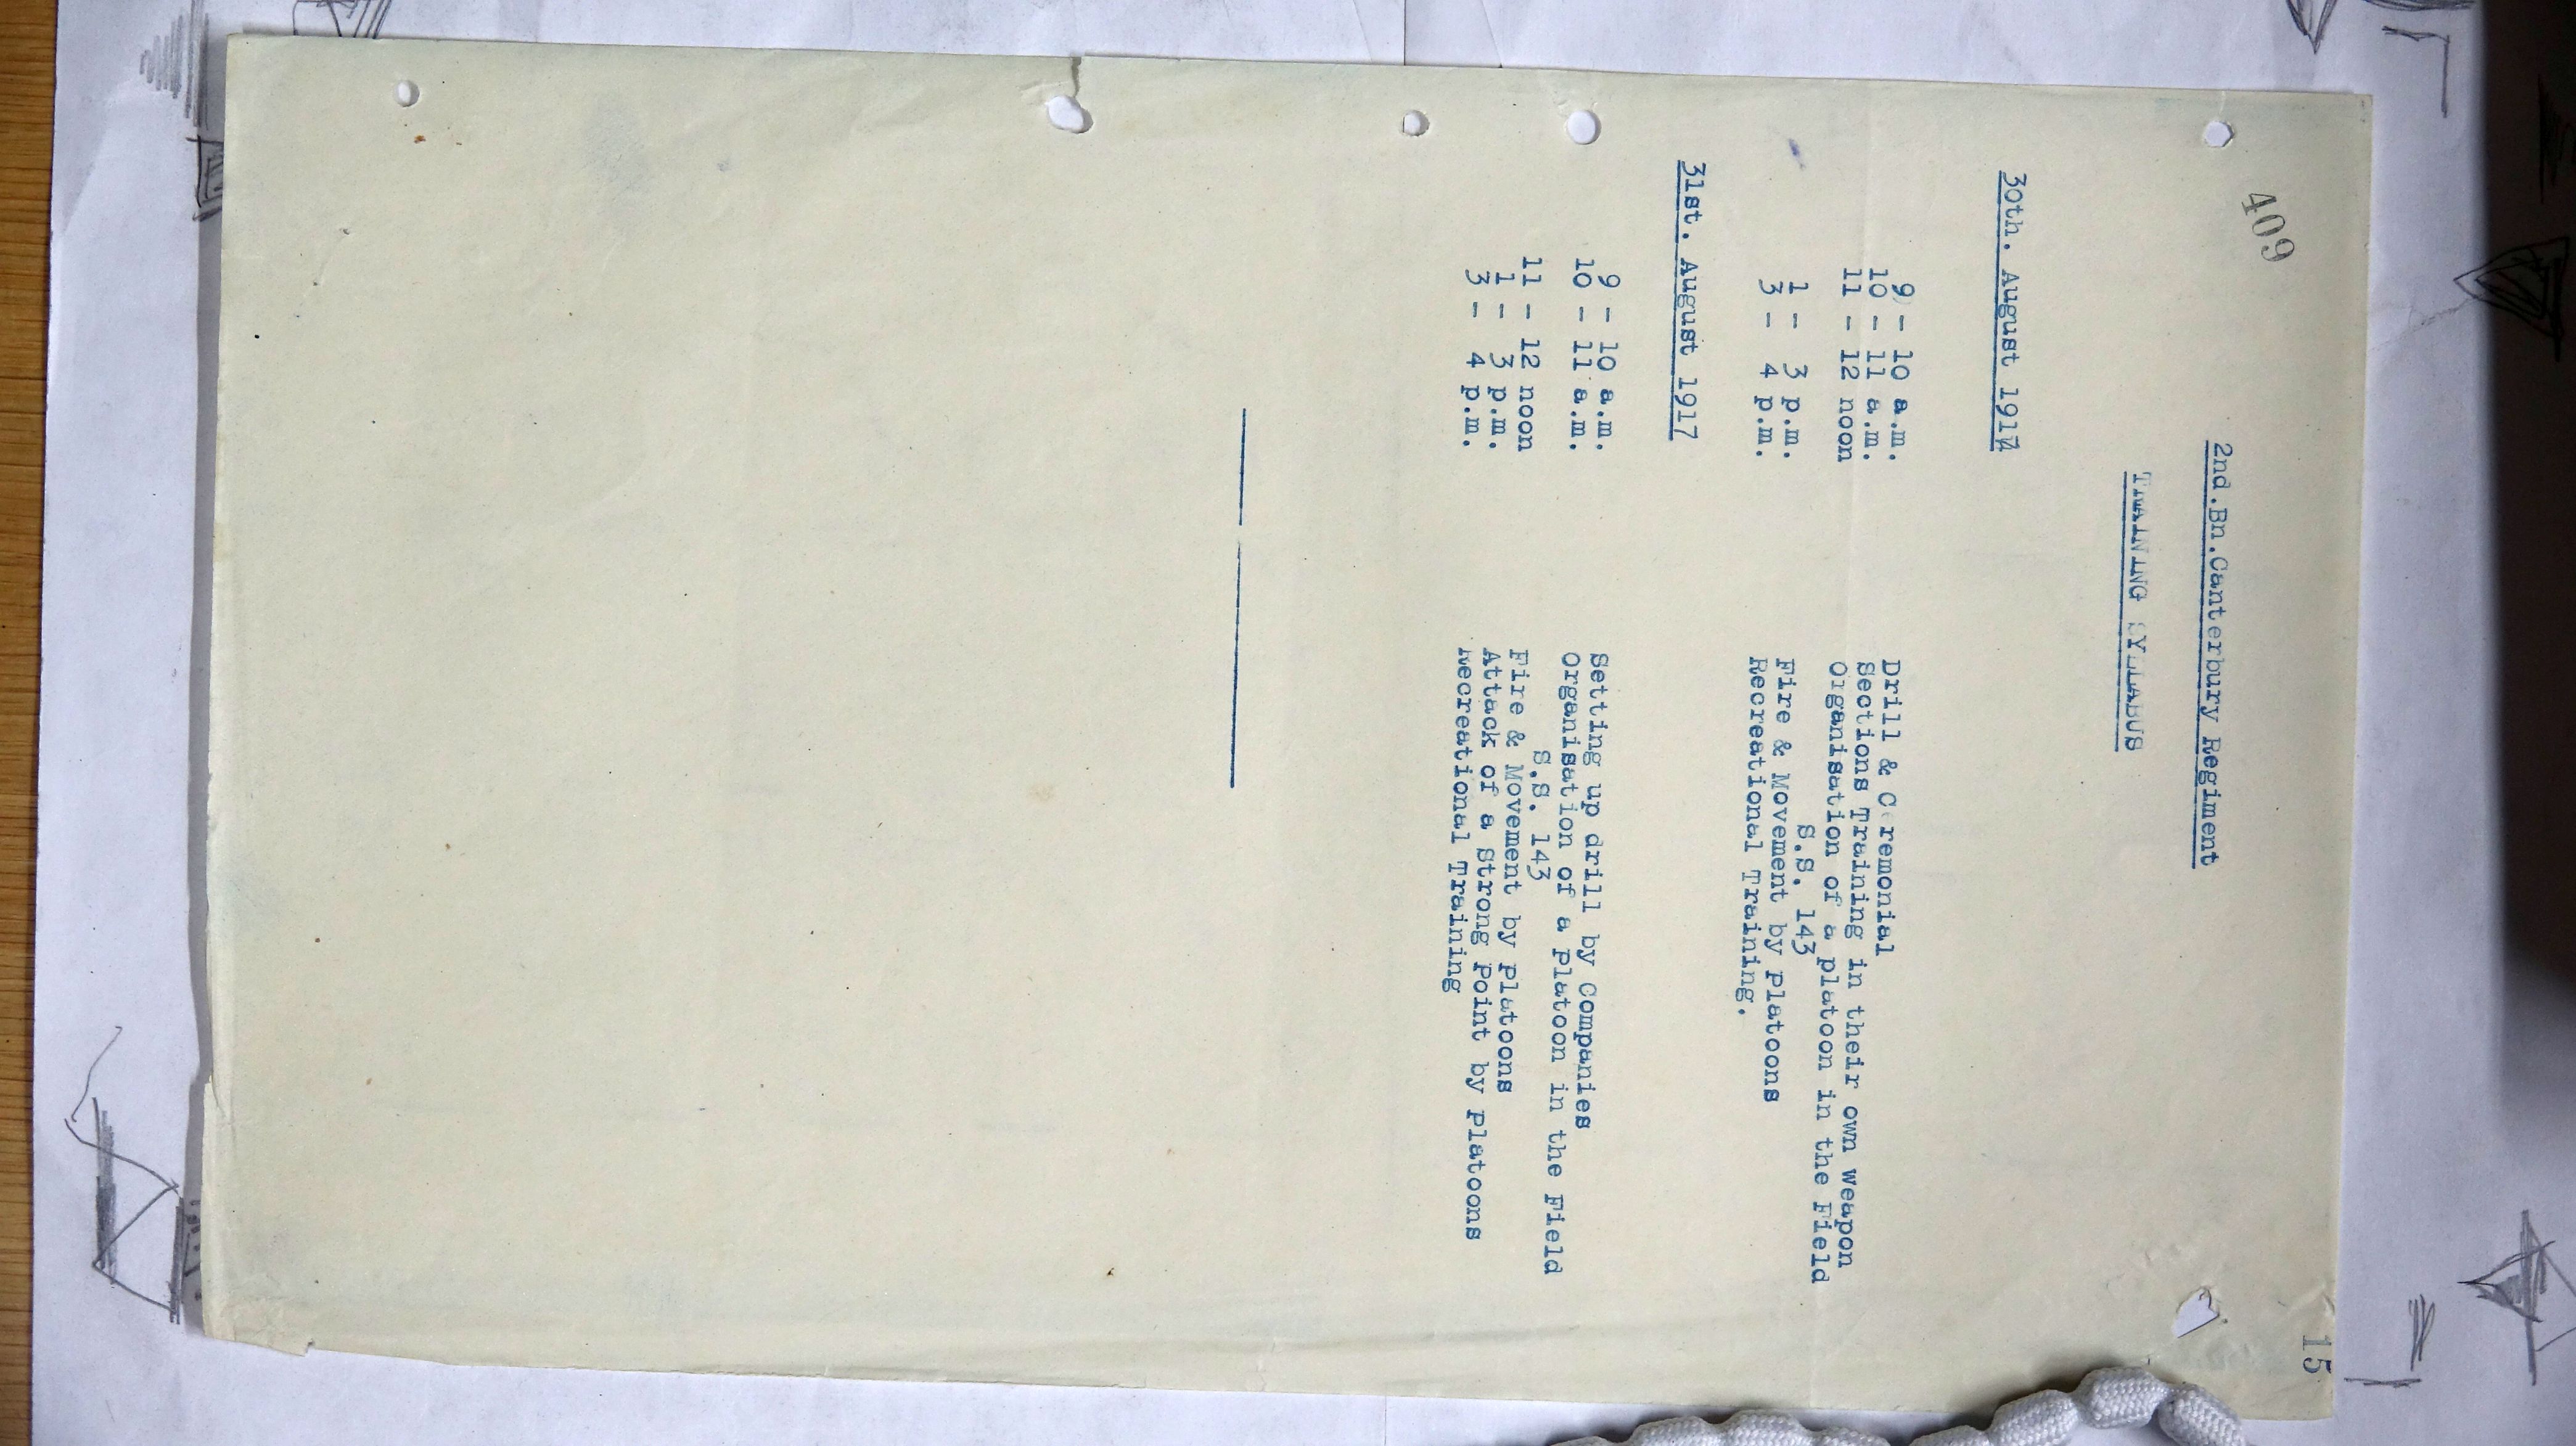 409
15
2nd.Bn.Canterbury Regiment
TRAINING SYLLABUS
30th. August 1917
9 - 10 a.m. Drill & Ceremonial
10 - 11 a.m. Sections Training in their own weapon
11 - 12 noon Organisation of a platoon in the Field
S.S. 143
1 - 3 p.m. Fire & Movement by platoons
3 - 4 p.m. Recreational Training.
31st. August 1917
9 - 10 a.m. Setting up drill by Companies
10 - 11 a.m. Organisation of a Platoon in the Field
S.S. 143
11 - 12 noon Fire & Movement by platoons
1 - 3 p.m. Attack of a Strong Point by platoons
3 - 4 p.m. Recreational Training